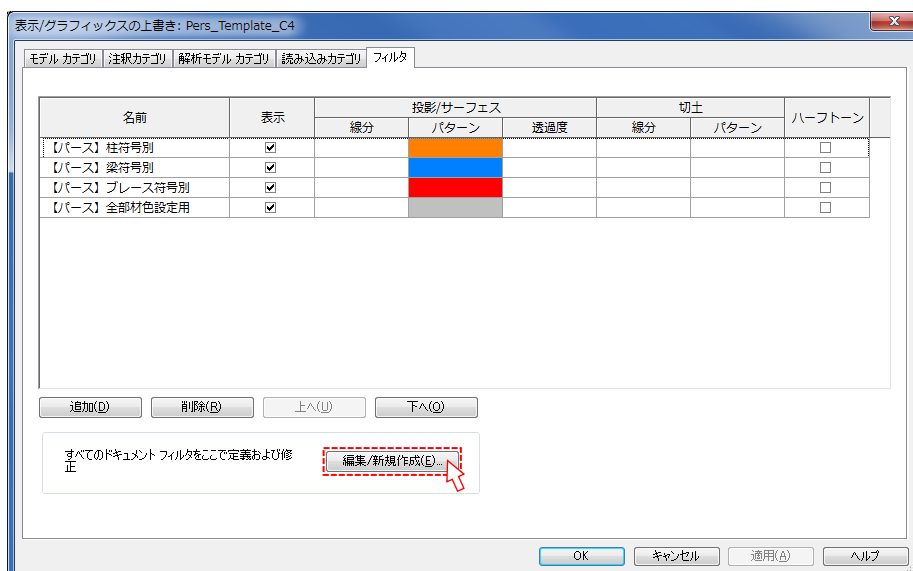 表示/グラフィックスの上書き: Pers_Template_C4
モデル カテゴリ 注釈カテゴリ 解析モデル カテゴリ 読み込みカテゴリ フィルタ
名前 表示 投影/サーフェス 切土 ハーフトーン
線分 パターン 透過度 線分 パターン
【パース】柱符号別
【パース】梁符号別
【パース】ブレース符号別
【パース】全部材色設定用
追加(D) 削除(R) 上へ(U) 下へ(O)
すべてのドキュメント フィルタをここで定義および修
正
編集/新規作成(E)...
OK キャンセル 適用(A) ヘルプ